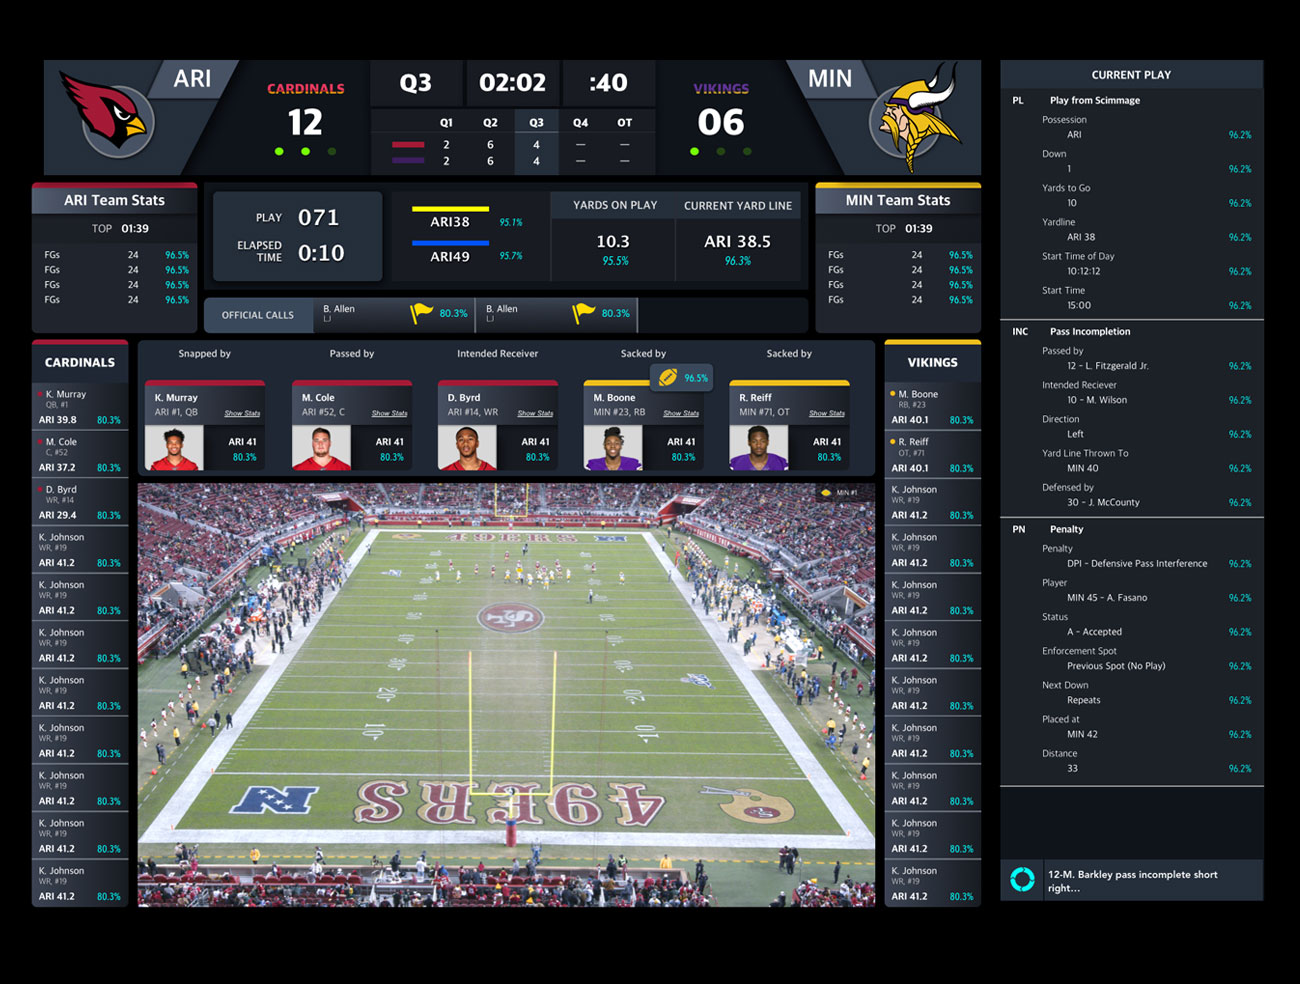 ARI
CARDINALS
12
Q3
02:02
:40
Q1 Q2 Q3 Q4 OT
2 6 4 — —
2 6 4 — —
VIKINGS
06
MIN
ARI Team Stats
TOP 01:39
FGs 24 96.5%
FGs 24 96.5%
FGs 24 96.5%
FGs 24 96.5%
PLAY 071
ELAPSED
TIME 0:10
ARI38 95.1%
ARI49 95.7%
YARDS ON PLAY
10.3
95.5%
CURRENT YARD LINE
ARI 38.5
96.3%
OFFICIAL CALLS
B. Allen
LJ
80.3%
B. Allen
LJ
80.3%
MIN Team Stats
TOP 01:39
FGs 24 96.5%
FGs 24 96.5%
FGs 24 96.5%
FGs 24 96.5%
CARDINALS
K. Murray
QB, #1
ARI 39.8 80.3%
M. Cole
C, #52
ARI 37.2 80.3%
D. Byrd
WR, #14
ARI 29.4 80.3%
K. Johnson
WR, #19
ARI 41.2 80.3%
K. Johnson
WR, #19
ARI 41.2 80.3%
K. Johnson
WR, #19
ARI 41.2 80.3%
K. Johnson
WR, #19
ARI 41.2 80.3%
K. Johnson
WR, #19
ARI 41.2 80.3%
K. Johnson
WR, #19
ARI 41.2 80.3%
K. Johnson
WR, #19
ARI 41.2 80.3%
K. Johnson
WR, #19
ARI 41.2 80.3%
Snapped by
K. Murray
ARI #1, QB Show Stats
ARI 41
80.3%
Passed by
M. Cole
ARI #52, C Show Stats
ARI 41
80.3%
Intended Receiver
D. Byrd
ARI #14, WR Show Stats
ARI 41
80.3%
Sacked by
96.5%
M. Boone
MIN #23, RB Show Stats
ARI 41
80.3%
Sacked by
R. Reiff
MIN #71, OT Show Stats
ARI 41
80.3%
MIN #1
49ERS
SF
20
20
10
10
49ERS
VIKINGS
M. Boone
RB, #23
ARI 40.1 80.3%
R. Reiff
OT, #71
ARI 40.1 80.3%
K. Johnson
WR, #19
ARI 41.2 80.3%
K. Johnson
WR, #19
ARI 41.2 80.3%
K. Johnson
WR, #19
ARI 41.2 80.3%
K. Johnson
WR, #19
ARI 41.2 80.3%
K. Johnson
WR, #19
ARI 41.2 80.3%
K. Johnson
WR, #19
ARI 41.2 80.3%
K. Johnson
WR, #19
ARI 41.2 80.3%
K. Johnson
WR, #19
ARI 41.2 80.3%
K. Johnson
WR, #19
ARI 41.2 80.3%
CURRENT PLAY
PL Play from Scimmage
Possession
ARI 96.2%
Down
1 96.2%
Yards to Go
10 96.2%
Yardline
ARI 38 96.2%
Start Time of Day
10:12:12 96.2%
Start Time
15:00 96.2%
INC Pass Incompletion
Passed by
12 – L. Fitzgerald Jr. 96.2%
Intended Reciever
10 – M. Wilson 96.2%
Direction
Left 96.2%
Yard Line Thrown To
MIN 40 96.2%
Defensed by
30 – J. McCounty 96.2%
PN Penalty
Penalty
DPI – Defensive Pass Interference 96.2%
Player
MIN 45 – A. Fasano 96.2%
Status
A – Accepted 96.2%
Enforcement Spot
Previous Spot (No Play) 96.2%
Next Down
Repeats 96.2%
Placed at
MIN 42 96.2%
Distance
33 96.2%
12-M. Barkley pass incomplete short
right...